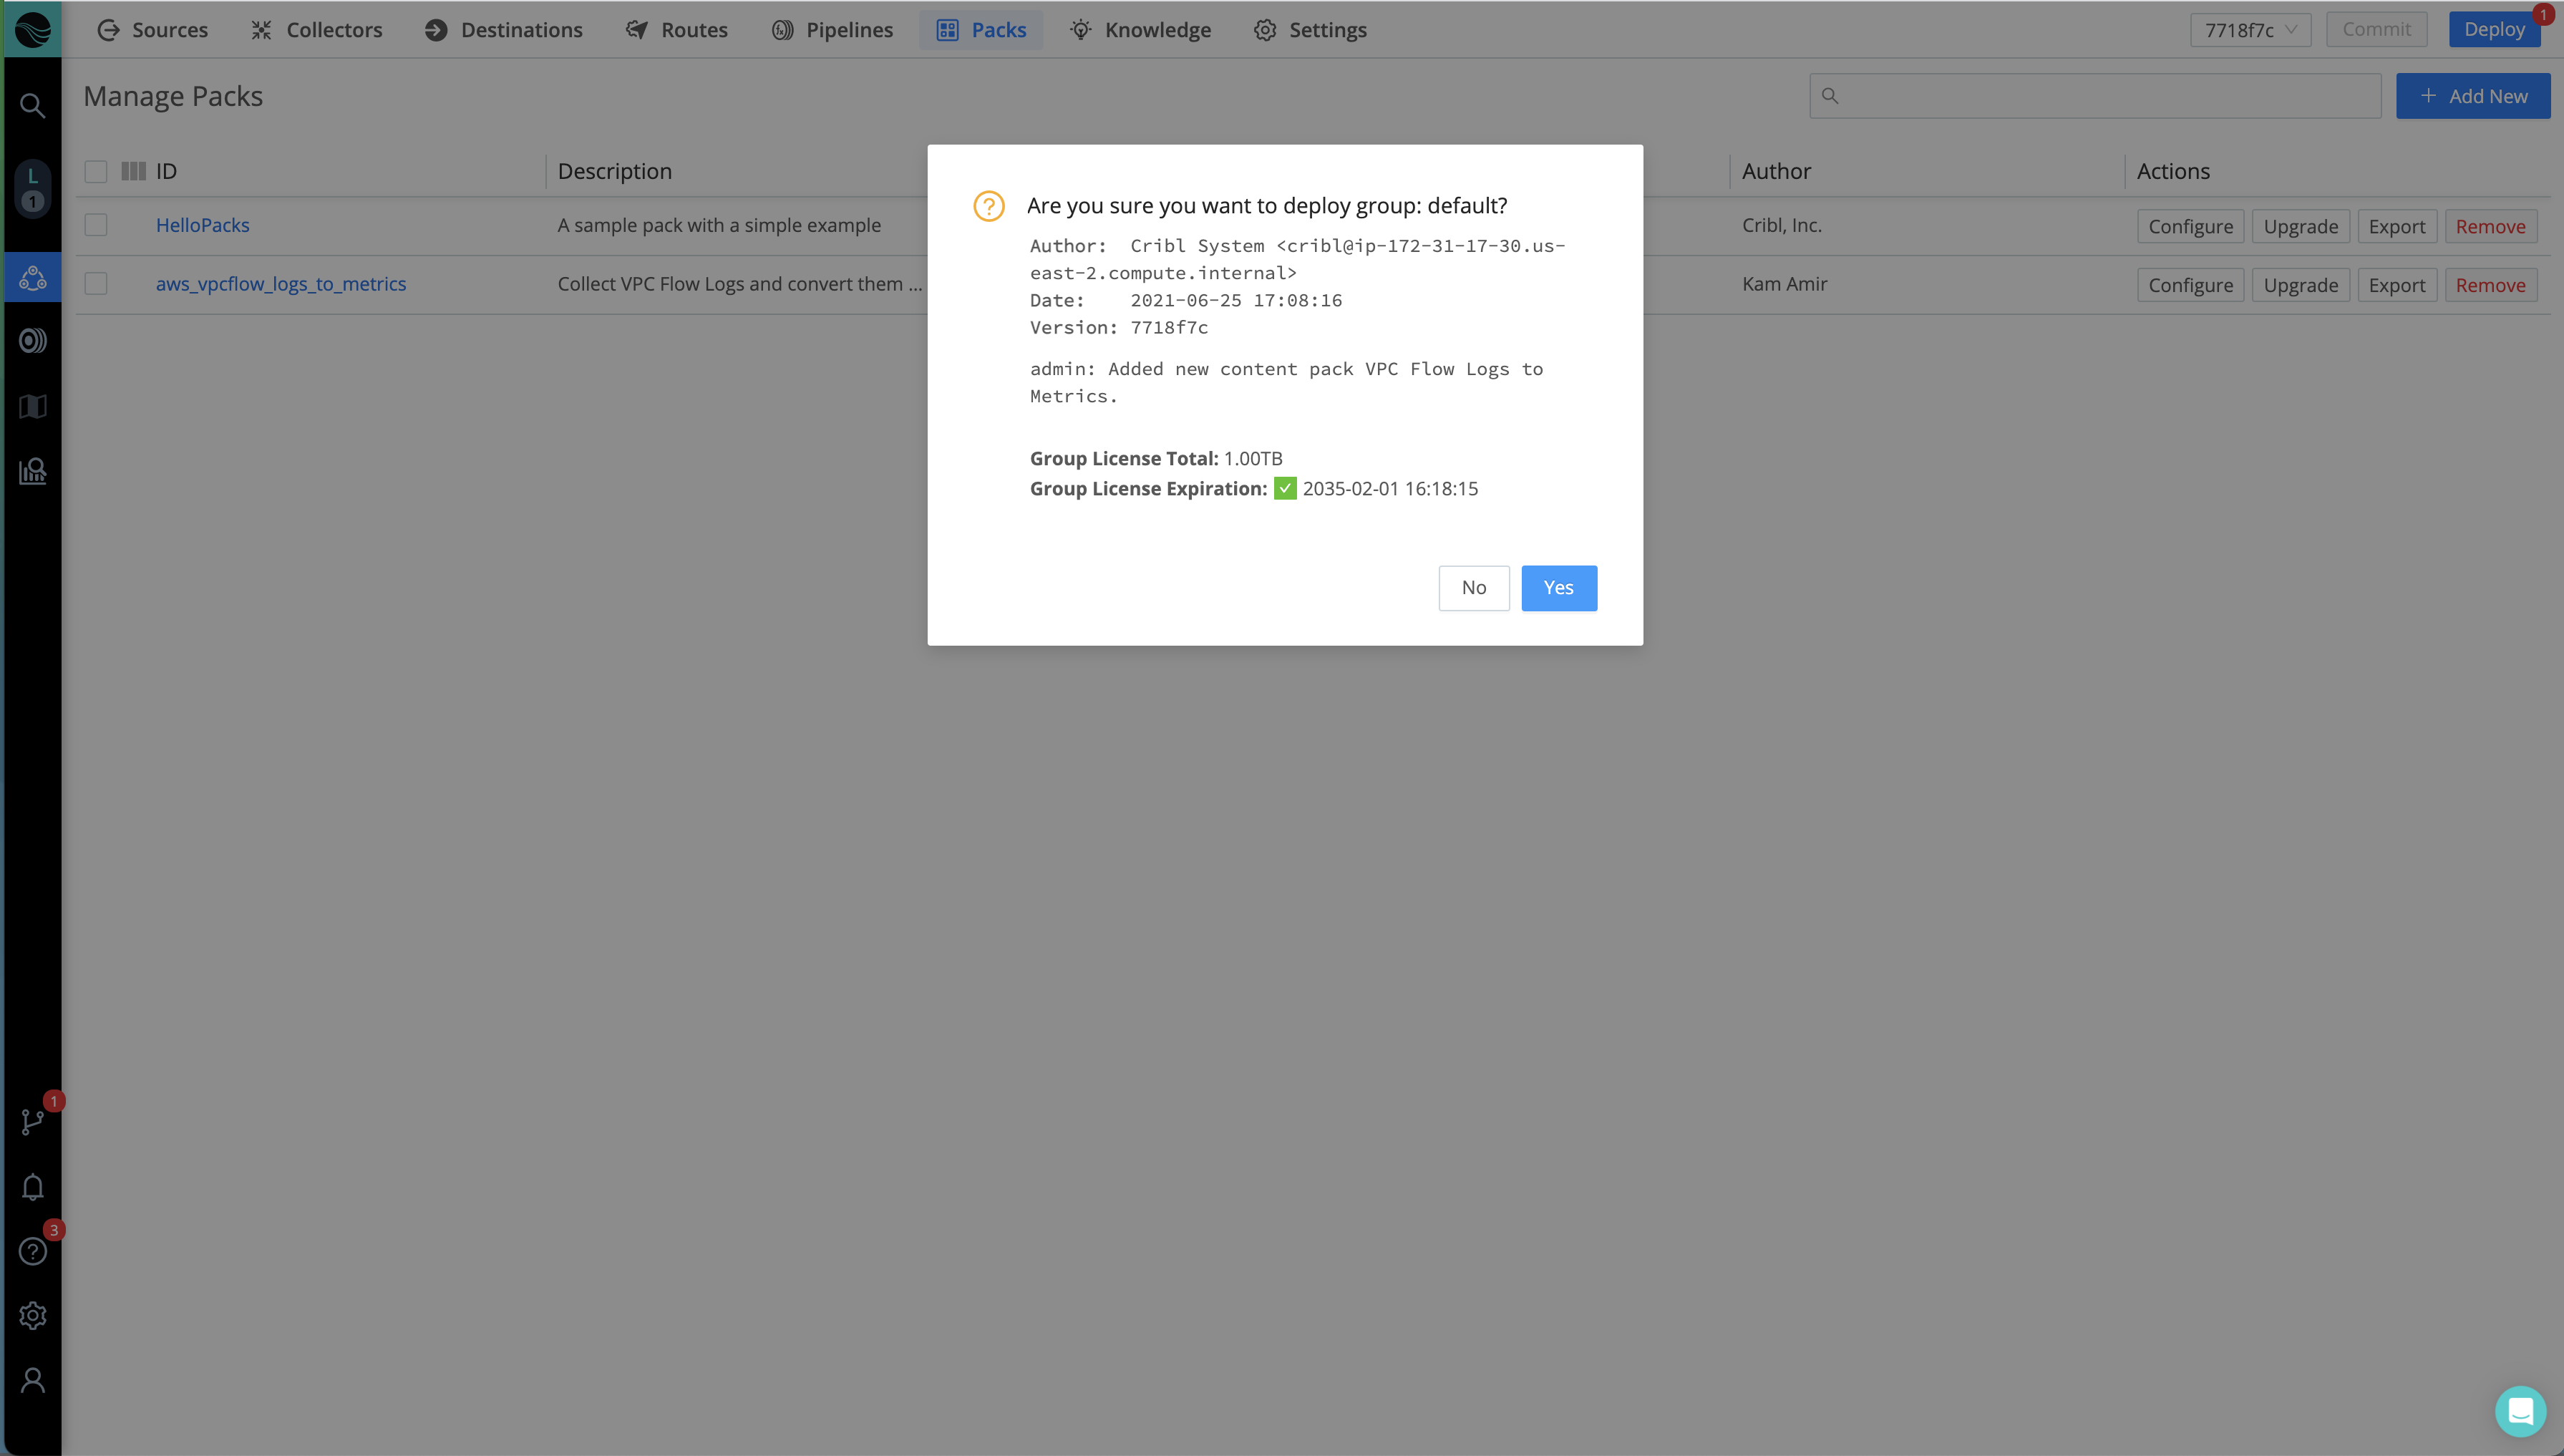 Sources Collectors Destinations Routes Pipelines Packs Knowledge Settings 7718f7c Commit Deploy 1
Manage Packs + Add New
L
1
ID Description Author Actions
HelloPacks A sample pack with a simple example Cribl, Inc. Configure Upgrade Export Remove
aws_vpcflow_logs_to_metrics Collect VPC Flow Logs and convert them ... Kam Amir Configure Upgrade Export Remove
Are you sure you want to deploy group: default?
Author: Cribl System <cribl@ip-172-31-17-30.us-
east-2.compute.internal>
Date: 2021-06-25 17:08:16
Version: 7718f7c
admin: Added new content pack VPC Flow Logs to
Metrics.
Group License Total: 1.00TB
Group License Expiration: ✅ 2035-02-01 16:18:15
No Yes
1
3